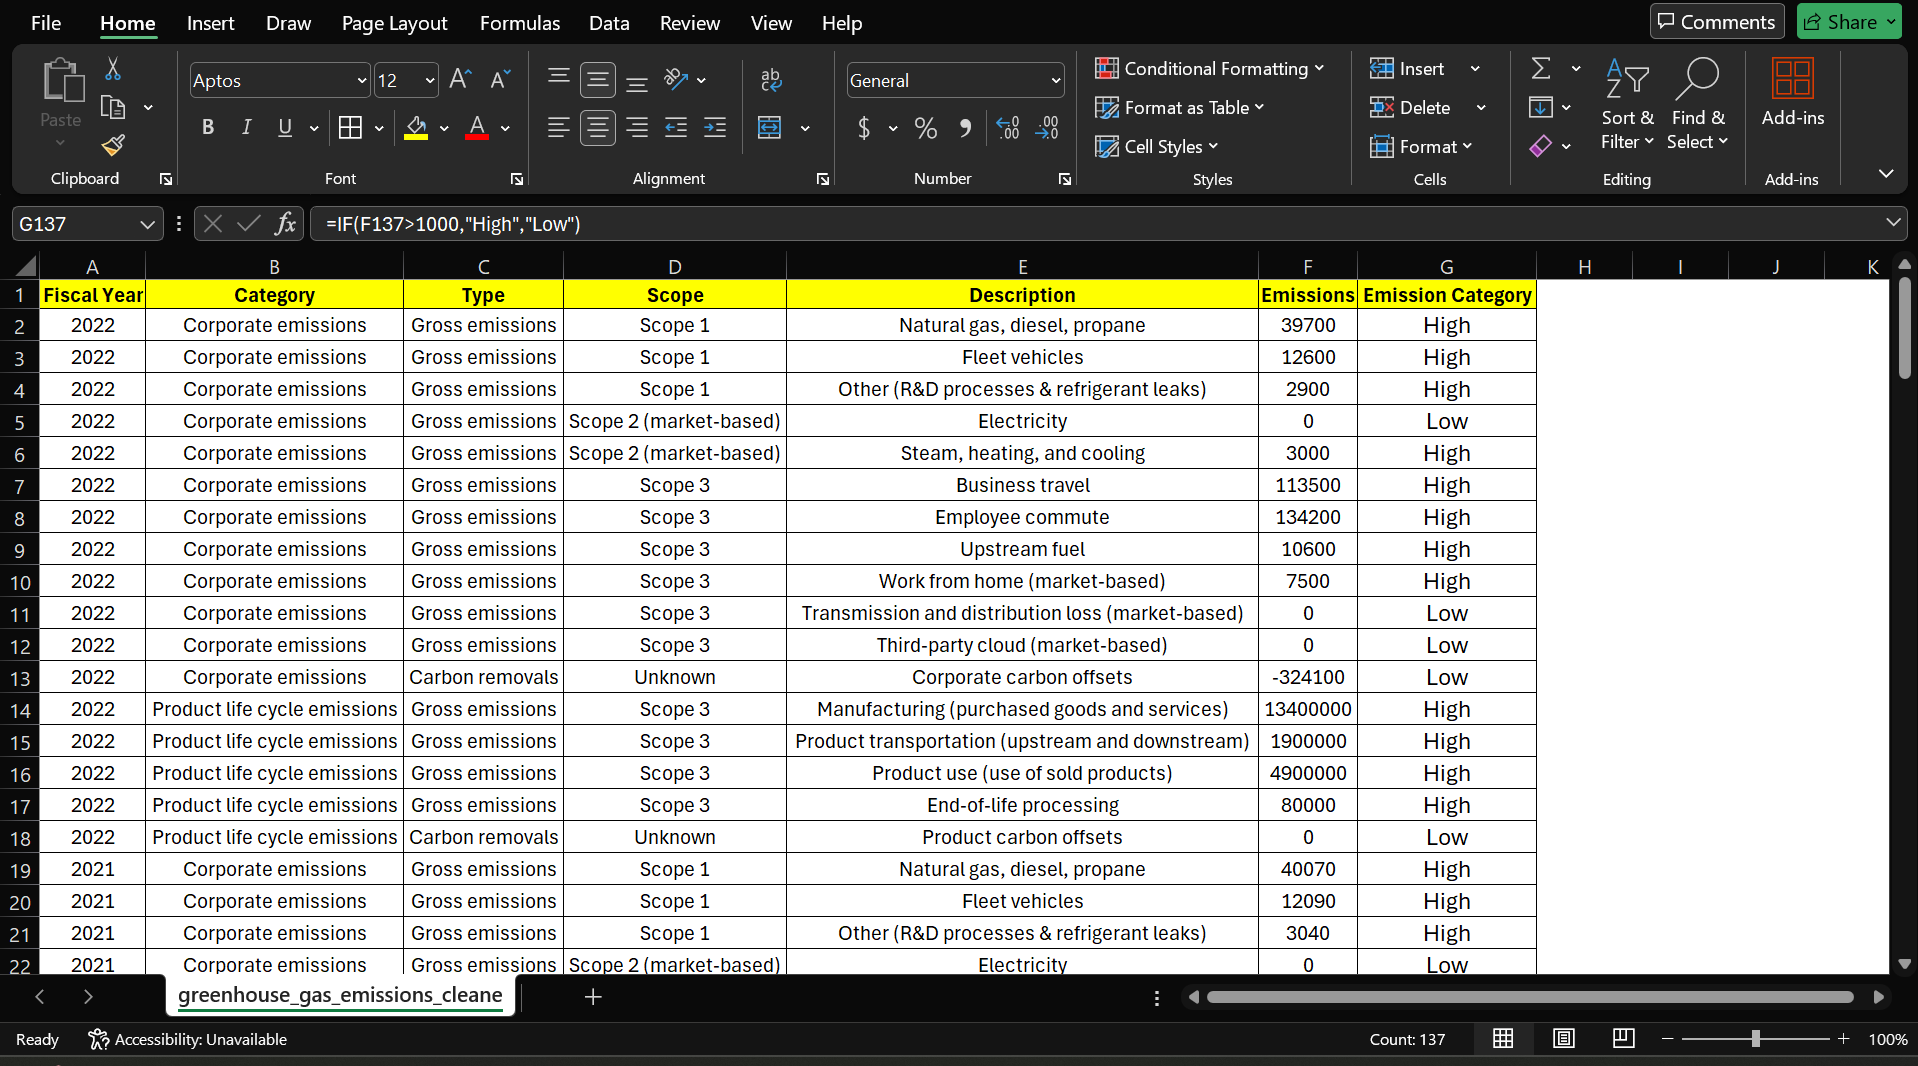 File Home Insert Draw Page Layout Formulas Data Review View Help Comments Share
Paste
Clipboard
Aptos 12
B I U A
Font
ab
Alignment
General
$ % 9 .00 .00
Number
Conditional Formatting
Format as Table
Cell Styles
Styles
Insert
Delete
Format
Cells
Σ
Sort & Filter
Find & Select
Editing
Add-ins
Add-ins
G137 fx =IF(F137>1000,"High","Low")
A B C D E F G H I J K
1 Fiscal Year Category Type Scope Description Emissions Emission Category
2 2022 Corporate emissions Gross emissions Scope 1 Natural gas, diesel, propane 39700 High
3 2022 Corporate emissions Gross emissions Scope 1 Fleet vehicles 12600 High
4 2022 Corporate emissions Gross emissions Scope 1 Other (R&D processes & refrigerant leaks) 2900 High
5 2022 Corporate emissions Gross emissions Scope 2 (market-based) Electricity 0 Low
6 2022 Corporate emissions Gross emissions Scope 2 (market-based) Steam, heating, and cooling 3000 High
7 2022 Corporate emissions Gross emissions Scope 3 Business travel 113500 High
8 2022 Corporate emissions Gross emissions Scope 3 Employee commute 134200 High
9 2022 Corporate emissions Gross emissions Scope 3 Upstream fuel 10600 High
10 2022 Corporate emissions Gross emissions Scope 3 Work from home (market-based) 7500 High
11 2022 Corporate emissions Gross emissions Scope 3 Transmission and distribution loss (market-based) 0 Low
12 2022 Corporate emissions Gross emissions Scope 3 Third-party cloud (market-based) 0 Low
13 2022 Corporate emissions Carbon removals Unknown Corporate carbon offsets -324100 Low
14 2022 Product life cycle emissions Gross emissions Scope 3 Manufacturing (purchased goods and services) 13400000 High
15 2022 Product life cycle emissions Gross emissions Scope 3 Product transportation (upstream and downstream) 1900000 High
16 2022 Product life cycle emissions Gross emissions Scope 3 Product use (use of sold products) 4900000 High
17 2022 Product life cycle emissions Gross emissions Scope 3 End-of-life processing 80000 High
18 2022 Product life cycle emissions Carbon removals Unknown Product carbon offsets 0 Low
19 2021 Corporate emissions Gross emissions Scope 1 Natural gas, diesel, propane 40070 High
20 2021 Corporate emissions Gross emissions Scope 1 Fleet vehicles 12090 High
21 2021 Corporate emissions Gross emissions Scope 1 Other (R&D processes & refrigerant leaks) 3040 High
22 2021 Corporate emissions Gross emissions Scope 2 (market-based) Electricity 0 Low
greenhouse_gas_emissions_cleane
Ready Accessibility: Unavailable Count: 137 100%